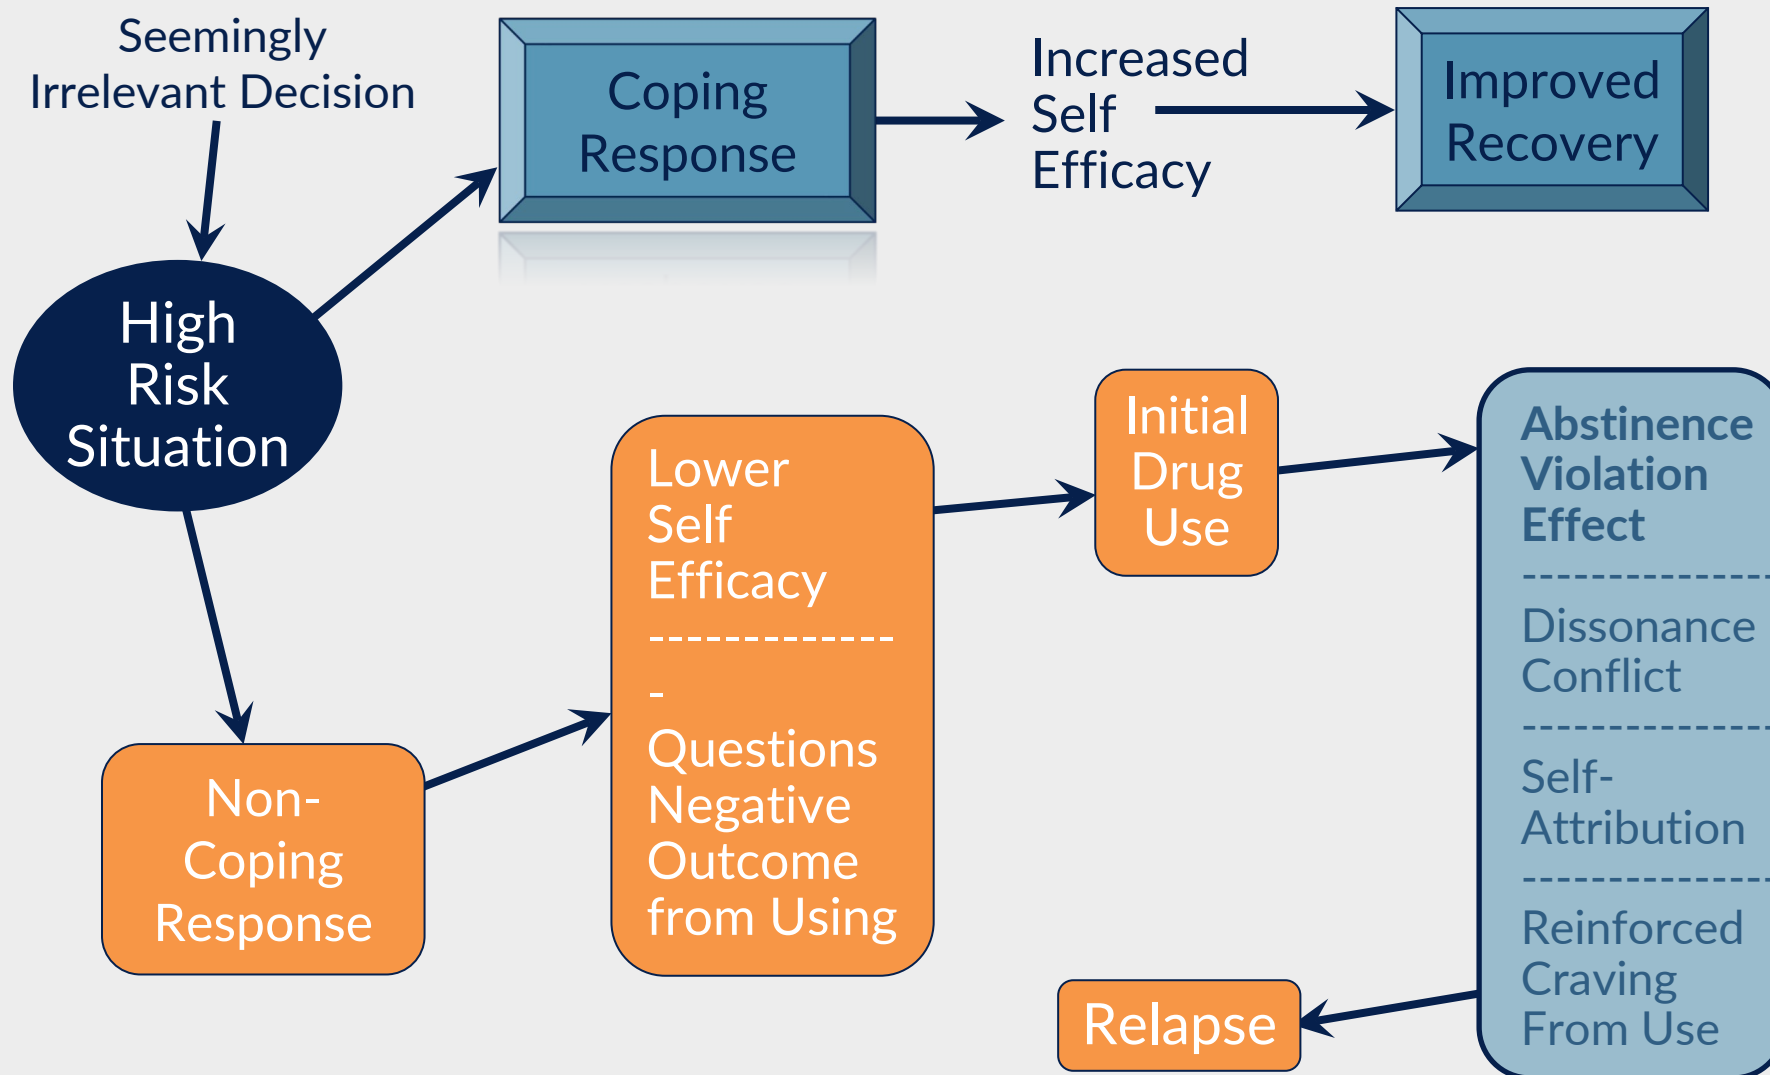 Seemingly
Irrelevant Decision
Coping
Response
Increased
Self
Efficacy
Improved
Recovery
High
Risk
Situation
Non-
Coping
Response
Lower
Self
Efficacy
-------------
-
Questions
Negative
Outcome
from Using
Initial
Drug
Use
Abstinence
Violation
Effect
--------------
Dissonance
Conflict
--------------
Self-
Attribution
--------------
Reinforced
Craving
From Use
Relapse